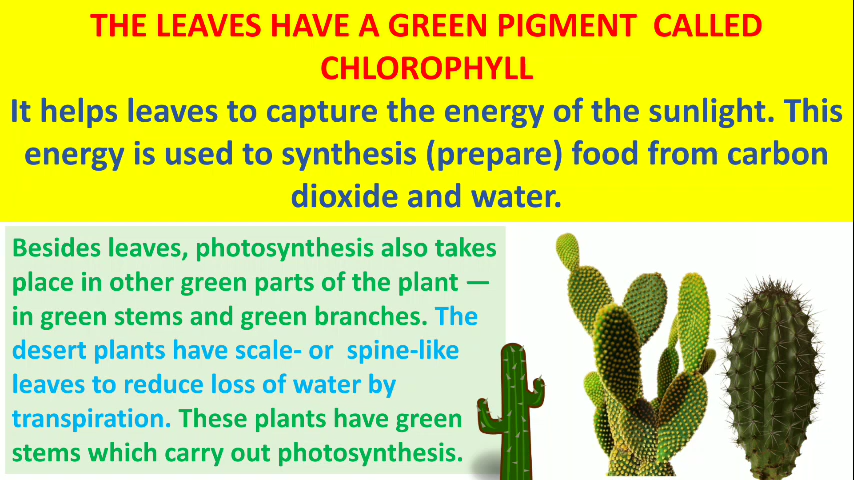 THE LEAVES HAVE A GREEN PIGMENT CALLED
CHLOROPHYLL
It helps leaves to capture the energy of the sunlight. This
energy is used to synthesis (prepare) food from carbon
dioxide and water.
Besides leaves, photosynthesis also takes
place in other green parts of the plant —
in green stems and green branches. The
desert plants have scale- or spine-like
leaves to reduce loss of water by
transpiration. These plants have green
stems which carry out photosynthesis.